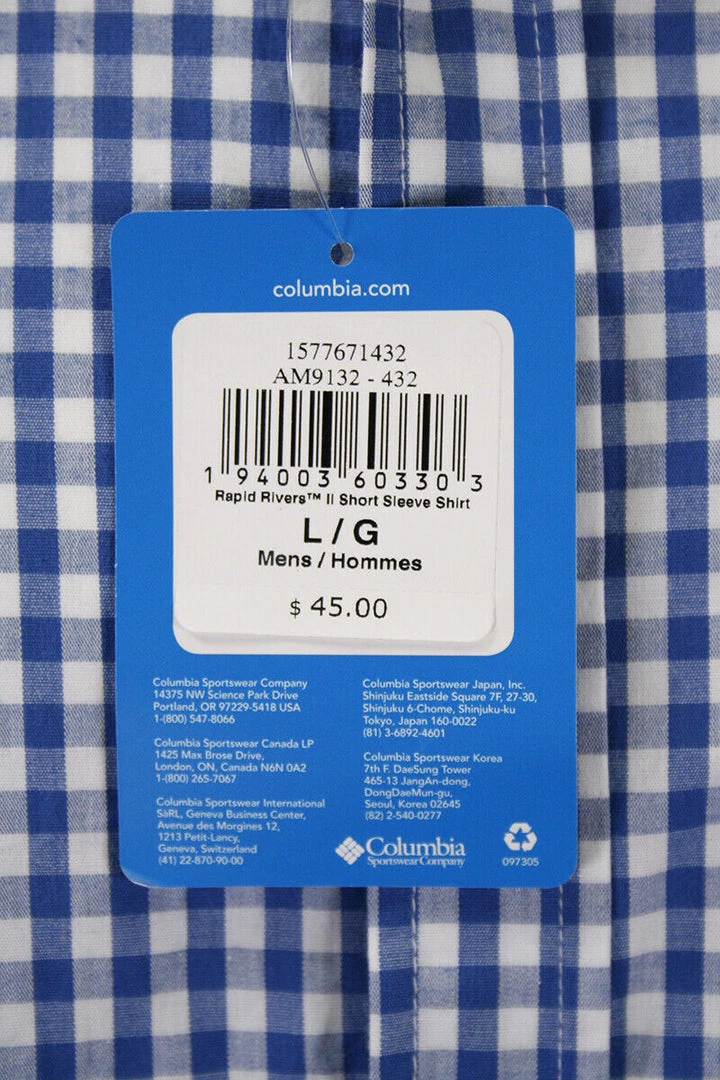 columbia.com
1577671432
AM9132 - 432
1 94003 60330 3
Rapid Rivers™ II Short Sleeve Shirt
L / G
Mens / Hommes
$ 45.00
Columbia Sportswear Company
14375 NW Science Park Drive
Portland, OR 97229-5418 USA
1-(800) 547-8066
Columbia Sportswear Canada LP
1425 Max Brose Drive,
London, ON, Canada N6N 0A2
1-(800) 265-7067
Columbia Sportswear International
SàRL, Geneva Business Center,
Avenue des Morgines 12,
1213 Petit-Lancy,
Geneva, Switzerland
(41) 22-870-90-00
Columbia Sportswear Japan, Inc.
Shinjuku Eastside Square 7F, 27-30,
Shinjuku 6-Chome, Shinjuku-ku
Tokyo, Japan 160-0022
(81) 3-6892-4601
Columbia Sportswear Korea
7th F. DaeSung Tower
465-13 JangAn-dong,
DongDaeMun-gu,
Seoul, Korea 02645
(82) 2-540-0277
Columbia
Sportswear Company
097305